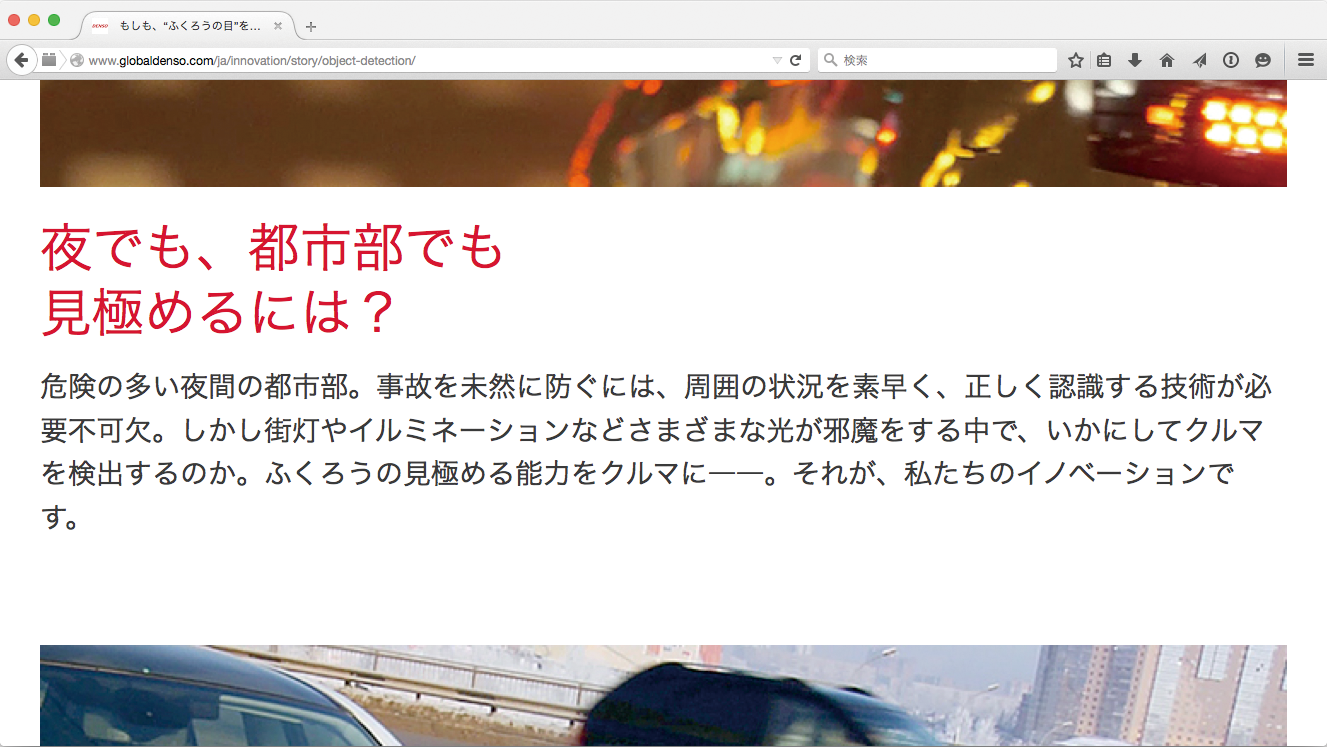 DENSO
もしも、“ふくろうの目”を...
www.globaldenso.com/ja/innovation/story/object-detection/
検索
夜でも、都市部でも
見極めるには？
危険の多い夜間の都市部。事故を未然に防ぐには、周囲の状況を素早く、正しく認識する技術が必
要不可欠。しかし街灯やイルミネーションなどさまざまな光が邪魔をする中で、いかにしてクルマ
を検出するのか。ふくろうの見極める能力をクルマに——。それが、私たちのイノベーションで
す。